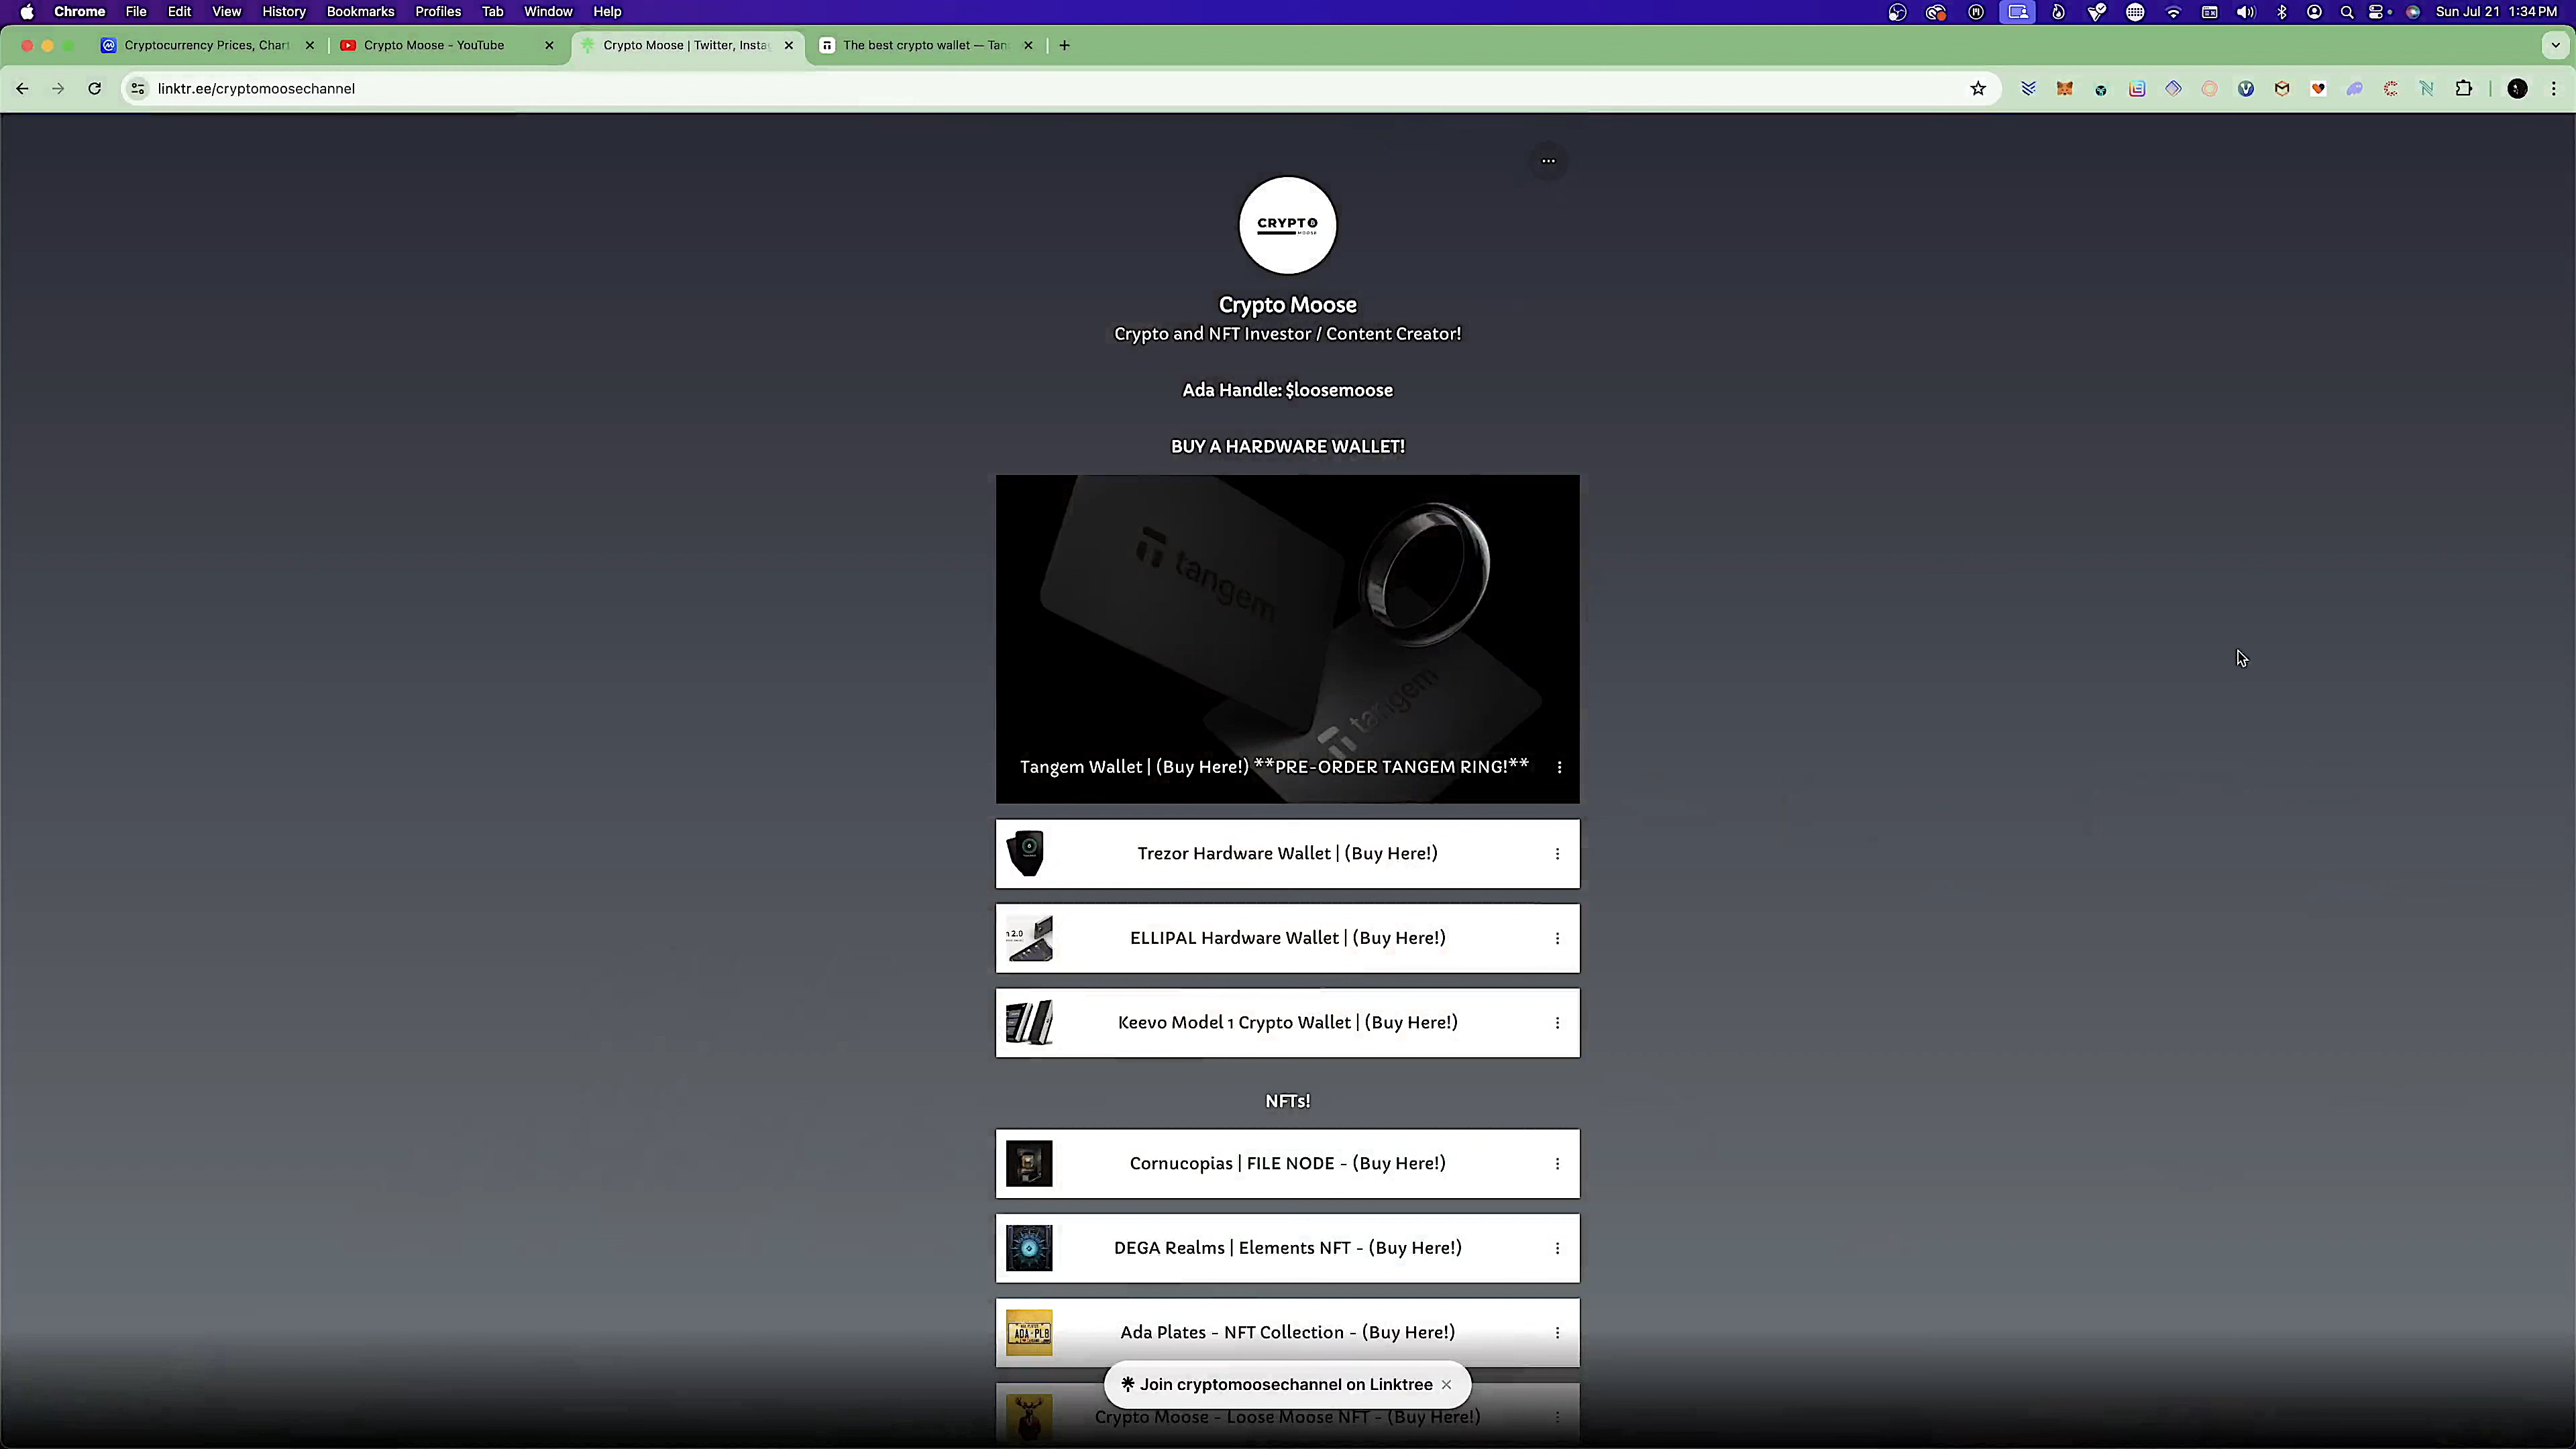 Chrome File Edit View History Bookmarks Profiles Tab Window Help Sun Jul 21 1:34 PM
Cryptocurrency Prices, Chart Crypto Moose - YouTube Crypto Moose | Twitter, Insta The best crypto wallet — Tan
linktr.ee/cryptomoosechannel
CRYPTO
MOOSE
Crypto Moose
Crypto and NFT Investor / Content Creator!
Ada Handle: $loosemoose
BUY A HARDWARE WALLET!
tangem
tangem
Tangem Wallet | (Buy Here!) **PRE-ORDER TANGEM RING!**
Trezor Hardware Wallet | (Buy Here!)
2.0
ELLIPAL Hardware Wallet | (Buy Here!)
Keevo Model 1 Crypto Wallet | (Buy Here!)
NFTs!
Cornucopias | FILE NODE - (Buy Here!)
DEGA Realms | Elements NFT - (Buy Here!)
ADA PLB
Ada Plates - NFT Collection - (Buy Here!)
Join cryptomoosechannel on Linktree
Crypto Moose - Loose Moose NFT - (Buy Here!)